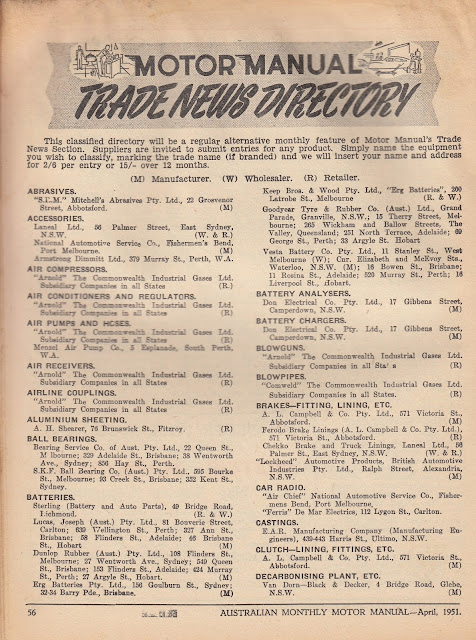 MOTOR MANUAL
TRADE NEWS DIRECTORY
This classified directory will be a regular alternative monthly feature of Motor Manual's Trade
News Section. Suppliers are invited to submit entries for any product. Simply name the equipment
you wish to classify, marking the trade name (if branded) and we will insert your name and address
for 2/6 per entry or 15/- over 12 months.
(M) Manufacturer. (W) Wholesaler. (R) Retailer.
ABRASIVES.
"S.E.M." Mitchell's Abrasives Pty. Ltd., 22 Grosvenor
Street, Abbotsford. (M)
ACCESSORIES.
Laneal Ltd., 56 Palmer Street, East Sydney,
N.S.W. (W. & R.)
National Automotive Service Co., Fishermen's Bend,
Port Melbourne. (M)
Armstrong Dimmitt Ltd., 379 Murray St., Perth, W.A.
AIR COMPRESSORS.
"Arnold" The Commonwealth Industrial Gases Ltd.
Subsidiary Companies in all States (R.)
AIR CONDITIONERS AND REGULATORS.
"Arnold" The Commonwealth Industrial Gases Ltd.
Subsidiary Companies in all States (R)
AIR PUMPS AND HOSES.
"Arnold" The Commonwealth Industrial Gases Ltd.
Subsidiary Companies in all States (R)
Menzel Air Pump Co., 5 Esplanade, South Perth,
W.A.
AIR RECEIVERS.
"Arnold" The Commonwealth Industrial Gases Ltd.
Subsidiary Companies in all States (R)
AIRLINE COUPLINGS.
"Arnold" The Commonwealth Industrial Gases Ltd.
Subsidiary Companies in all States (R)
ALUMINIUM SHEETING.
A. H. Shearer, 76 Brunswick St., Fitzroy. (R)
BALL BEARINGS.
Bearing Service Co. of Aust. Pty. Ltd., 22 Queen St.,
M lbourne; 329 Adelaide St., Brisbane; 38 Wentworth
Ave., Sydney; 856 Hay St., Perth.
S.K.F. Ball Bearing Co. (Aust.) Pty. Ltd., 595 Bourke
St., Melbourne; 93 Creek St., Brisbane; 352 Kent St.,
Sydney.
BATTERIES.
Sterling (Battery and Auto Parts), 49 Bridge Road,
Richmond. (R. & W.)
Lucas, Joseph (Aust) Pty. Ltd., 81 Bouverie Street,
Carlton; 639 Wellington St., Perth; 227 Ann St.,
Brisbane; 58 Flinders St., Adelaide; 46 Brisbane
St., Hobart (M)
Dunlop Rubber (Aust.) Pty. Ltd., 108 Flinders St.,
Melbourne; 27 Wentworth Ave., Sydney; 549 Queen
St., Brisbane; 153 Flinders St., Adelaide; 424 Murray
St., Perth; 27 Argyle St., Hobart. (M)
Erg Batteries Pty. Ltd., 156 Goulburn St., Sydney;
32-34 Barry Pde., Brisbane. (M)
Keep Bros. & Wood Pty. Ltd., "Erg Batteries", 200
Latrobe St., Melbourne (R. & W.)
Goodyear Tyre & Rubber Co. (Aust.) Ltd., Grand
Parade, Granville, N.S.W.; 15 Therry Street, Mel-
bourne; 265 Wickham and Ballow Streets, The
Valley, Queensland; 251 North Terrace, Adelaide; 69
George St., Perth; 33 Argyle St. Hobart
Vesta Battery Co. Pty. Ltd., 11 Stanley St., West
Melbourne (W); Cnr. Elizabeth and McEvoy Sts.,
Waterloo, N.S.W. (M); 16 Bowen St., Brisbane;
11 Rosina St., Adelaide; 520 Murray St., Perth; 16
Liverpool St., Hobart.
BATTERY ANALYSERS.
Don Electrical Co. Pty. Ltd., 17 Gibbens Street,
Camperdown, N.S.W. (M)
BATTERY CHARGERS.
Don Electrical Co. Pty. Ltd., 17 Gibbens Street,
Camperdown, N.S.W. (M)
BLOWGUNS.
"Arnold" The Commonwealth Industrial Gases Ltd.
Subsidiary Companies in all Sta s (R)
BLOWPIPES.
"Comweld" The Commonwealth Industrial Gases Ltd.
Subsidiary Companies in all States. (R)
BRAKES—FITTING, LINING, ETC.
A. L. Campbell & Co. Pty. Ltd., 571 Victoria St.,
Abbotsford. (M)
Ferodo Brake Linings (A. L. Campbell & Co. Pty. Ltd.),
571 Victoria St., Abbotsford. (R)
Chekko Brake and Truck Linings, Laneal Ltd., 56
Palmer St., East Sydney, N.S.W. (W. & R.)
"Lockheed" Automotive Products, British Automotive
Industries Pty. Ltd., Ralph Street, Alexandria,
N.S.W. (M)
CAR RADIO.
"Air Chief" National Automotive Service Co., Fisher-
mens Bend, Port Melbourne.
"Ferris" De Mar Electrics, 112 Lygon St., Carlton.
CASTINGS.
E.A.R. Manufacturing Company (Manufacturing En-
gineers), 439-443 Harris St., Ultimo, N.S.W.
CLUTCH—LINING, FITTINGS, ETC.
A. L. Campbell & Co. Pty. Ltd., 571 Victoria St.,
Abbotsford. (M)
DECARBONISING PLANT, ETC.
Van Dorn—Black & Decker, 4 Bridge Road, Glebe,
N.S.W. (M)
56
AUSTRALIAN MONTHLY MOTOR MANUAL—April, 1951.